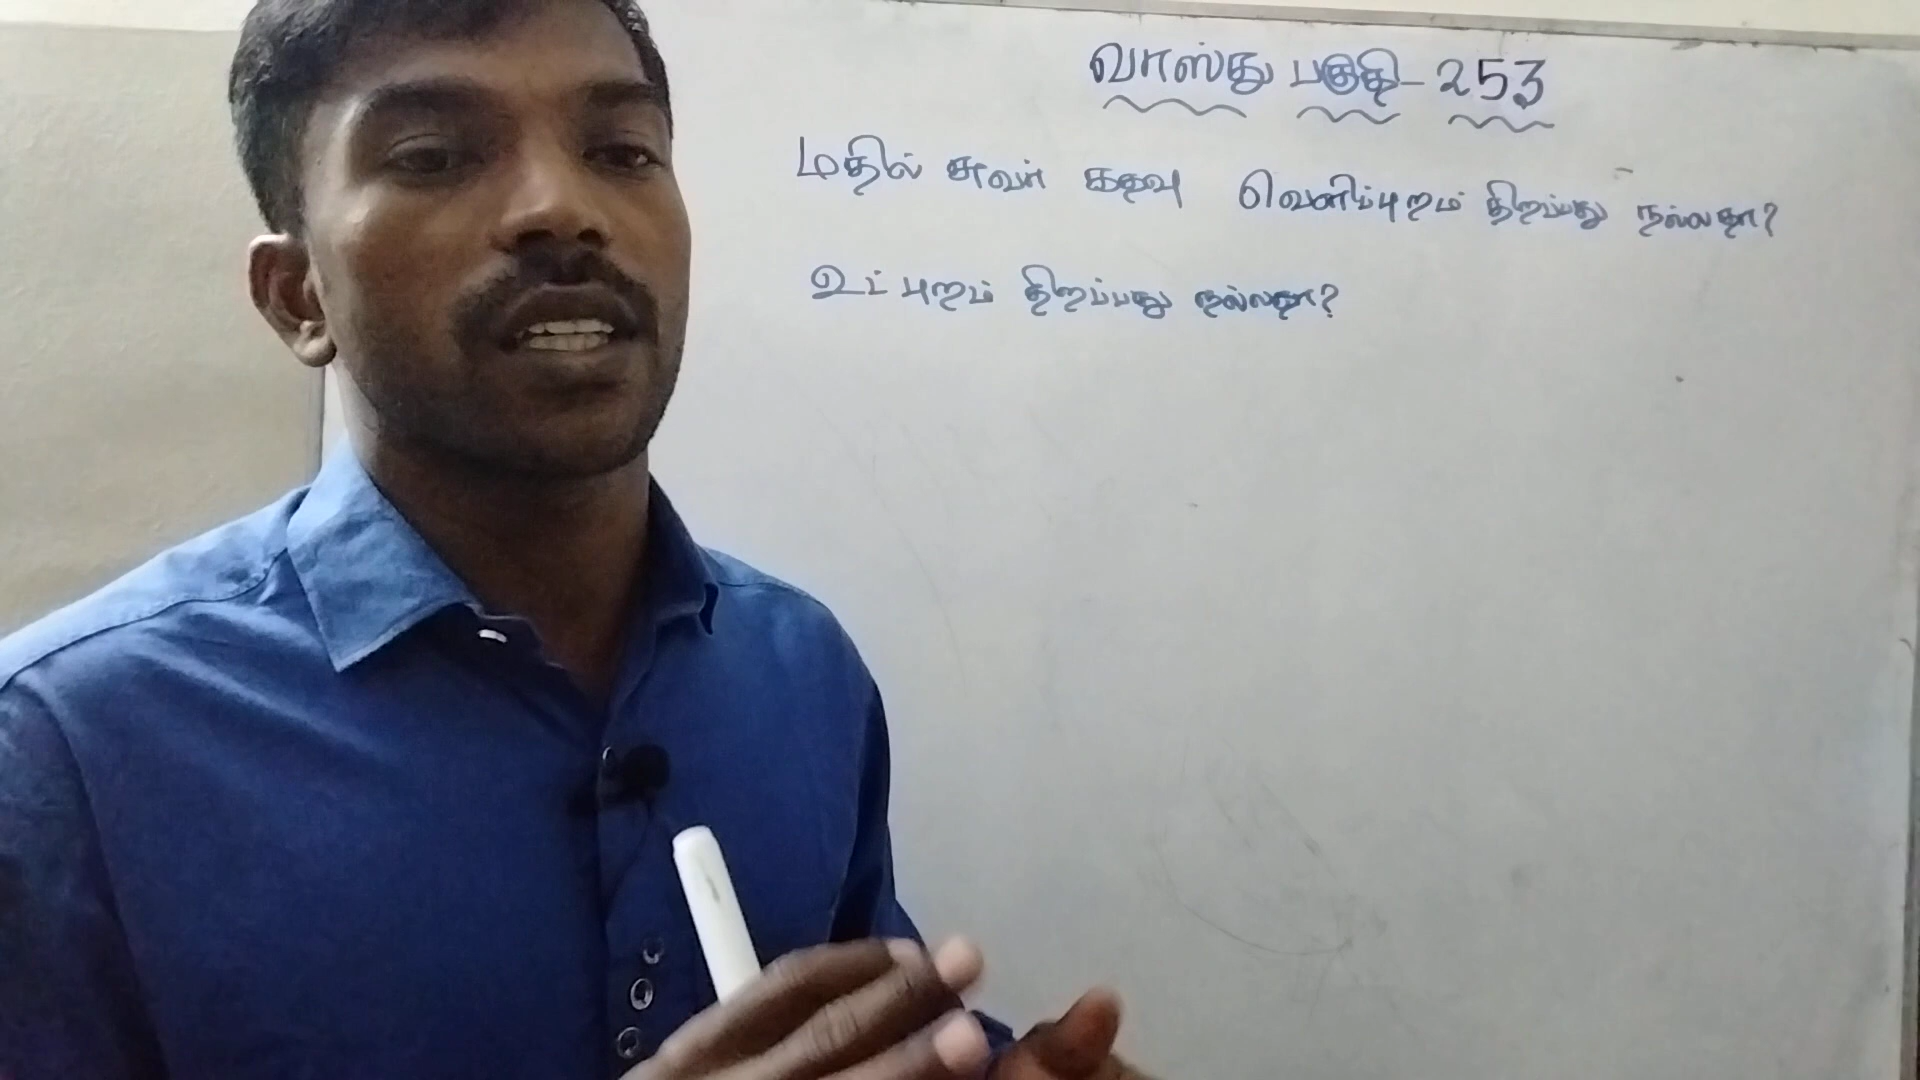 வாஸ்து பகுதி - 253
மதில் சுவர் கதவு வெளிப்புறம் திறப்பது நல்லதா?
உட்புறம் திறப்பது நல்லதா?